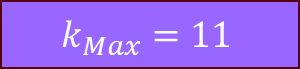 k_Max = 11